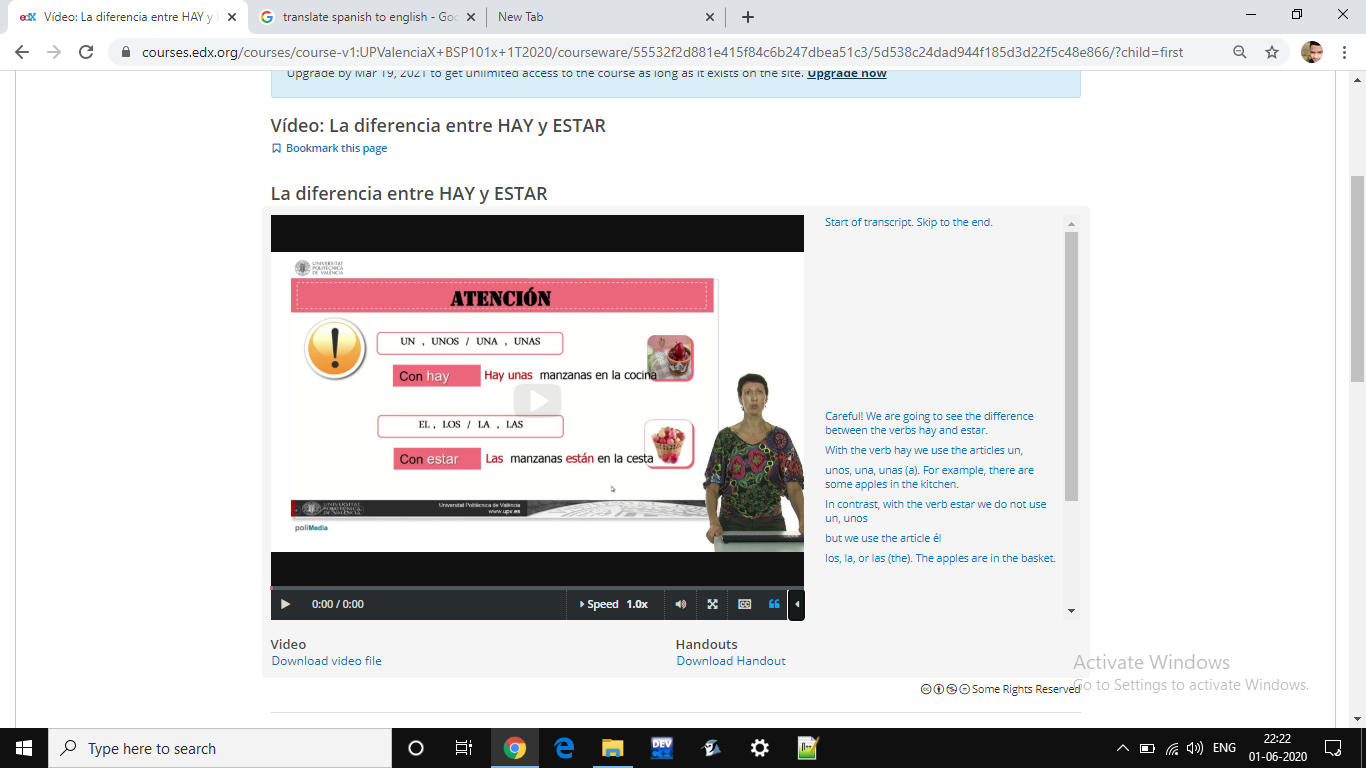 Vídeo: La diferencia entre HAY y
translate spanish to english - Goo
New Tab
courses.edx.org/courses/course-v1:UPValenciaX+BSP101x+1T2020/courseware/55532f2d881e415f84c6b247dbea51c3/5d538c24dad944f185d3d22f5c48e866/?child=first
Upgrade by Mar 19, 2021 to get unlimited access to the course as long as it exists on the site. Upgrade now
Vídeo: La diferencia entre HAY y ESTAR
Bookmark this page
La diferencia entre HAY y ESTAR
UNIVERSITAT
POLITÈCNICA
DE VALÈNCIA
ATENCIÓN
UN , UNOS / UNA , UNAS
Con hay Hay unas manzanas en la cocina
EL , LOS / LA , LAS
Con estar Las manzanas están en la cesta
UNIVERSITAT
POLITÈCNICA
DE VALÈNCIA
Universitat Politècnica de València
www.upv.es
poliMedia
Start of transcript. Skip to the end.
Careful! We are going to see the difference
between the verbs hay and estar.
With the verb hay we use the articles un,
unos, una, unas (a). For example, there are
some apples in the kitchen.
In contrast, with the verb estar we do not use
un, unos
but we use the article él
los, la, or las (the). The apples are in the basket.
0:00 / 0:00
Speed 1.0x
CC
Video
Download video file
Handouts
Download Handout
Some Rights Reserved
Activate Windows
Go to Settings to activate Windows.
Type here to search
DEV
ENG
22:22
01-06-2020